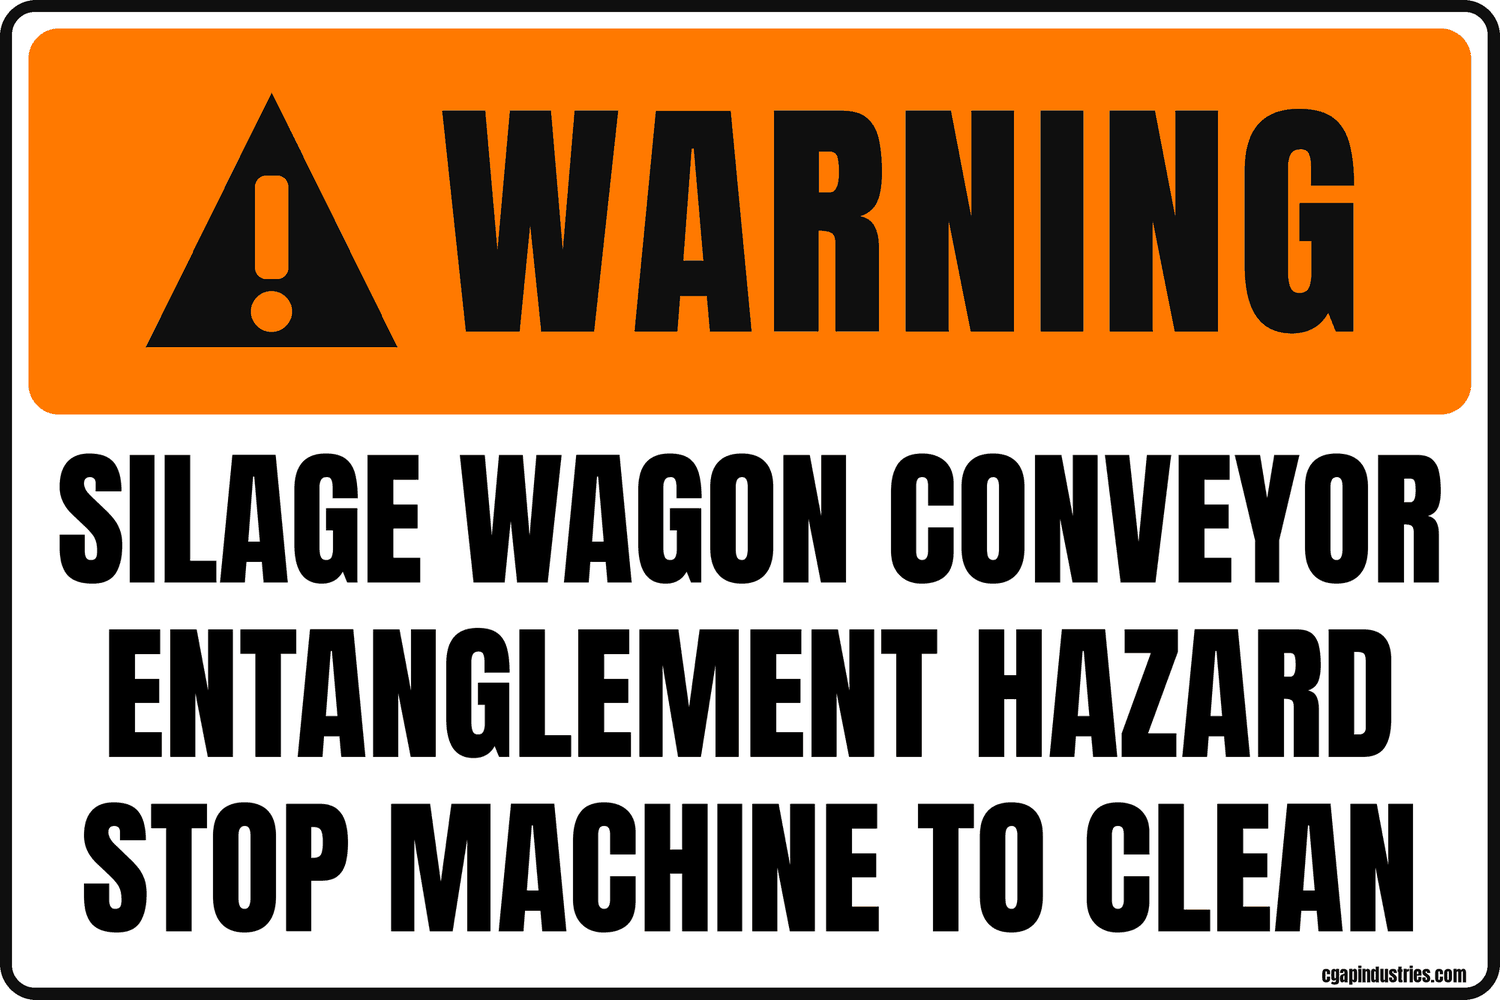 WARNING
SILAGE WAGON CONVEYOR
ENTANGLEMENT HAZARD
STOP MACHINE TO CLEAN
cgapindustries.com